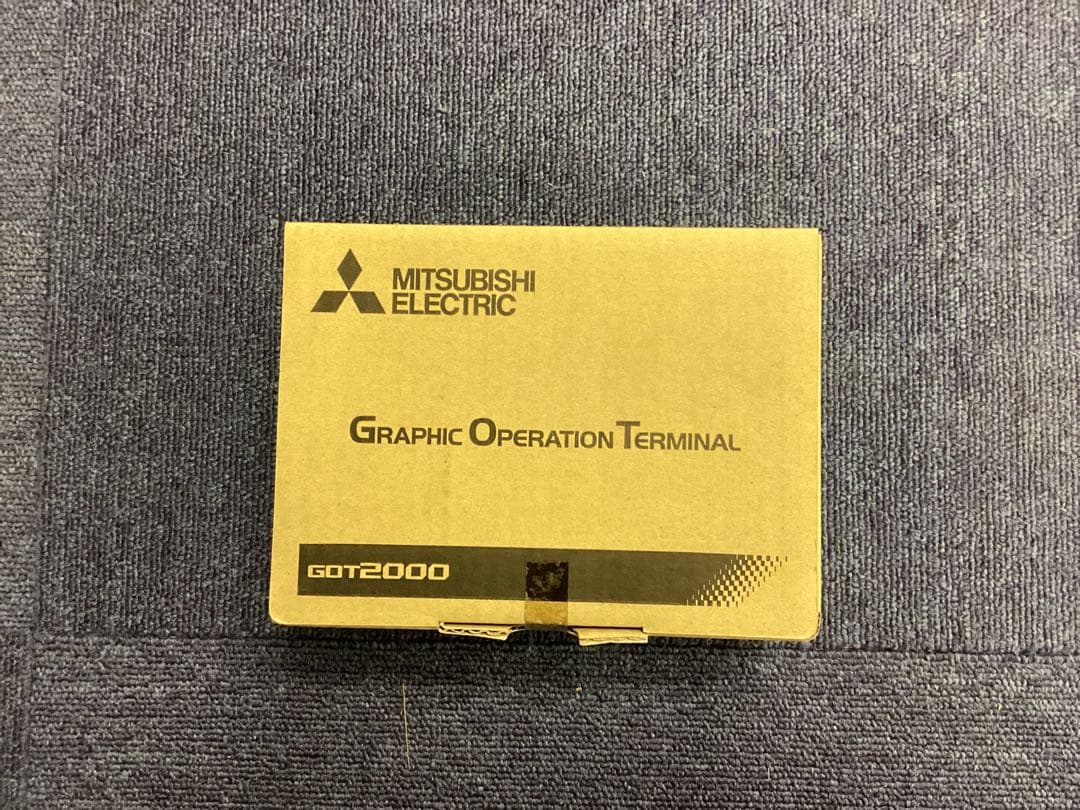 MITSUBISHI
ELECTRIC
GRAPHIC OPERATION TERMINAL
GOT2000